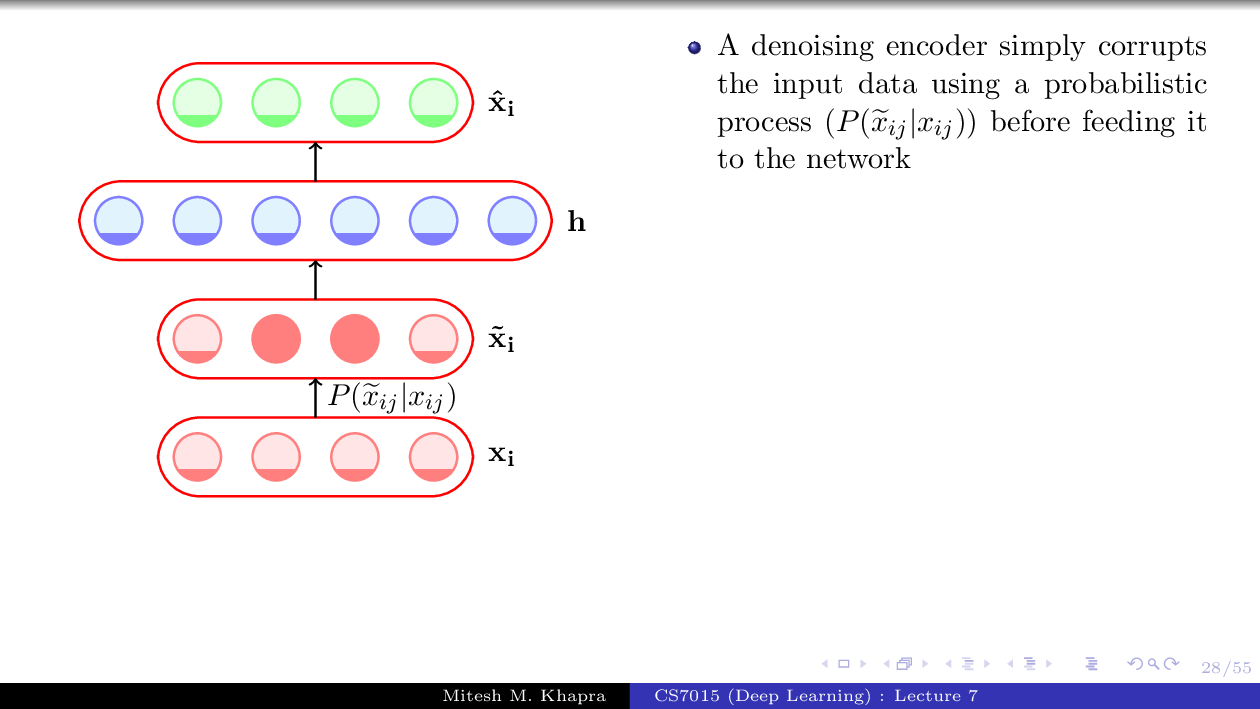 A denoising encoder simply corrupts
the input data using a probabilistic
process (P(x̃ij|xij)) before feeding it
to the network
x̂i
h
x̃i
P(x̃ij|xij)
xi
28/55
Mitesh M. Khapra
CS7015 (Deep Learning) : Lecture 7